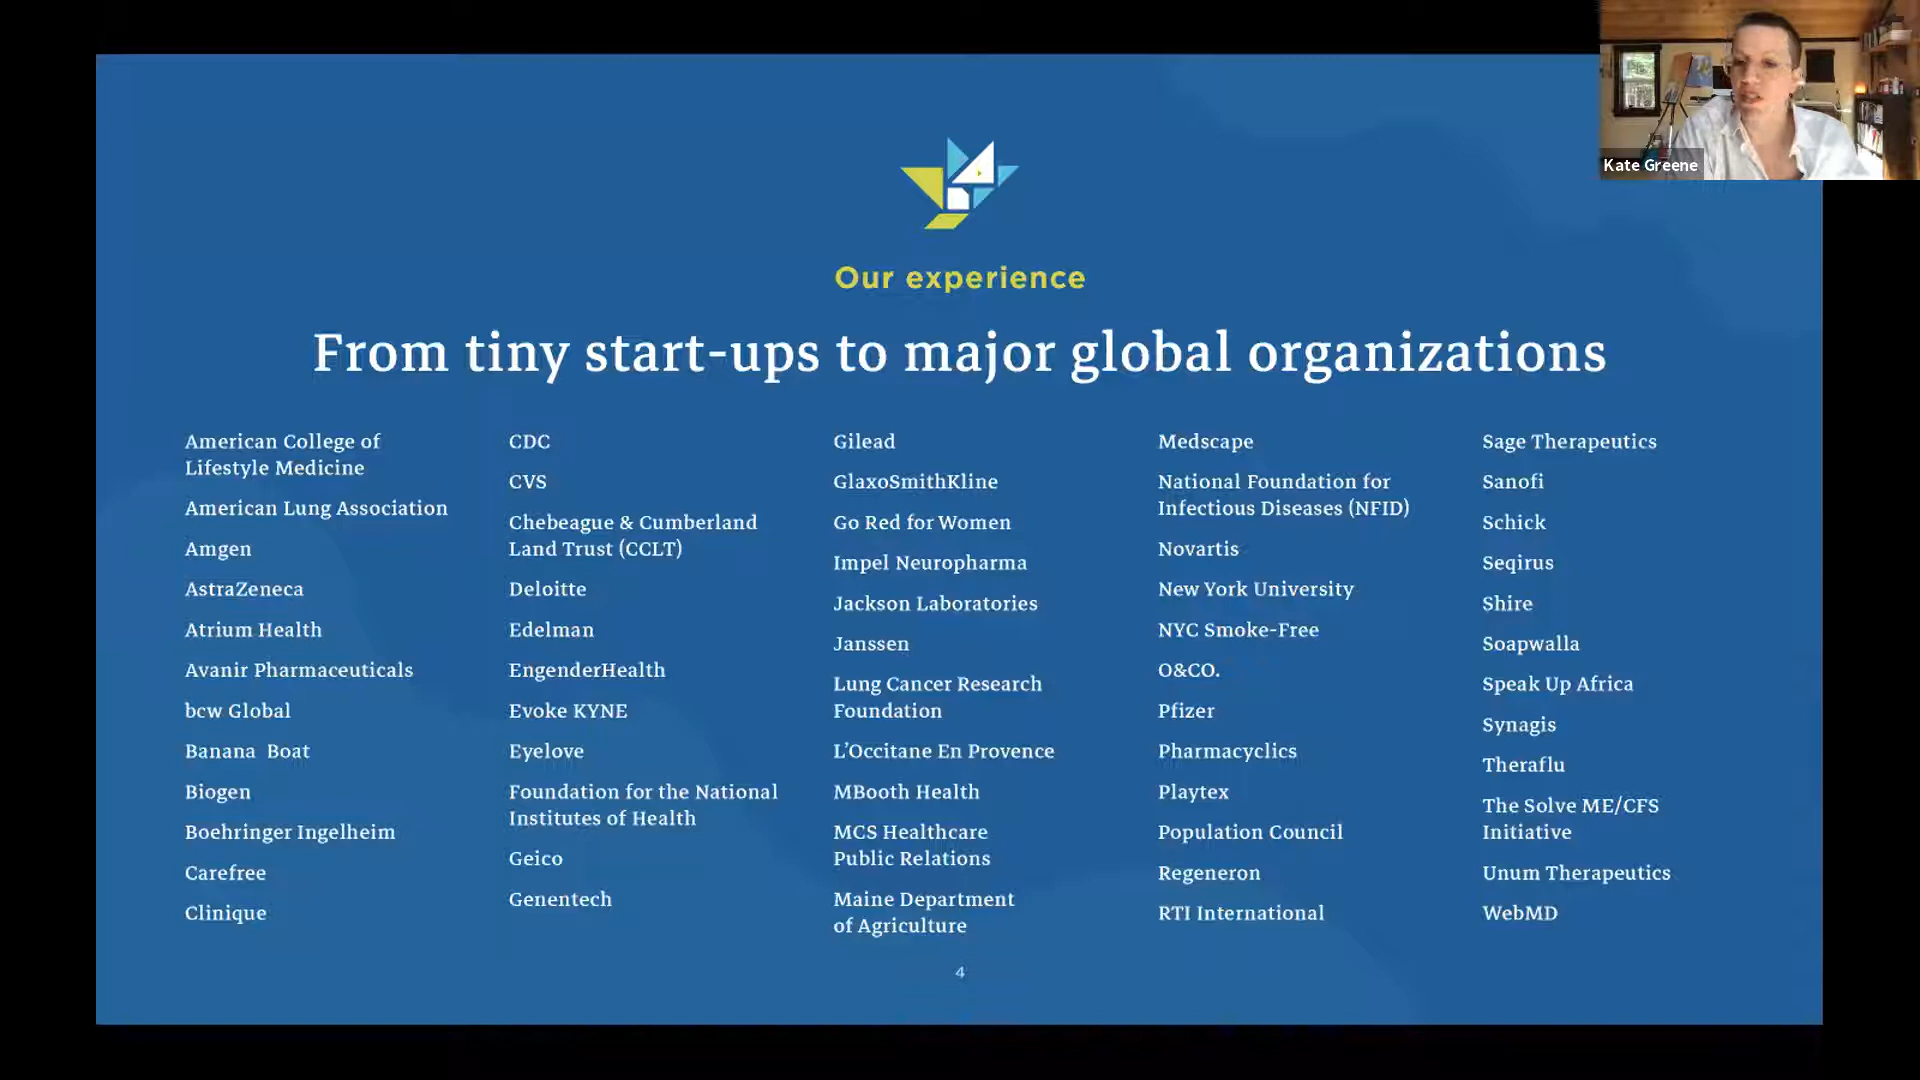 Kate Greene
Our experience
From tiny start-ups to major global organizations
American College of
Lifestyle Medicine
American Lung Association
Amgen
AstraZeneca
Atrium Health
Avanir Pharmaceuticals
bcw Global
Banana  Boat
Biogen
Boehringer Ingelheim
Carefree
Clinique
CDC
CVS
Chebeague & Cumberland
Land Trust (CCLT)
Deloitte
Edelman
EngenderHealth
Evoke KYNE
Eyelove
Foundation for the National
Institutes of Health
Geico
Genentech
Gilead
GlaxoSmithKline
Go Red for Women
Impel Neuropharma
Jackson Laboratories
Janssen
Lung Cancer Research
Foundation
L’Occitane En Provence
MBooth Health
MCS Healthcare
Public Relations
Maine Department
of Agriculture
Medscape
National Foundation for
Infectious Diseases (NFID)
Novartis
New York University
NYC Smoke-Free
O&CO.
Pfizer
Pharmacyclics
Playtex
Population Council
Regeneron
RTI International
Sage Therapeutics
Sanofi
Schick
Seqirus
Shire
Soapwalla
Speak Up Africa
Synagis
Theraflu
The Solve ME/CFS
Initiative
Unum Therapeutics
WebMD
4